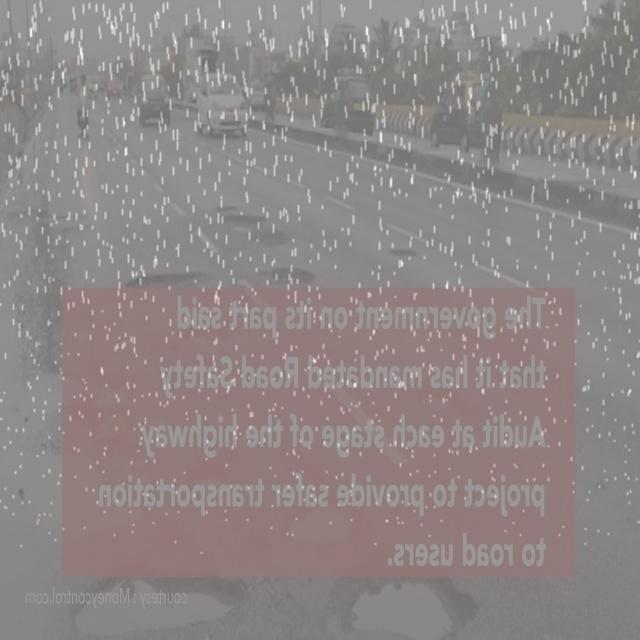 The government on its part said
that it has mandated Road Safety
Audit at each stage of the highway
project to provide safer transportation
to road users.
courtesy : Moneycontrol.com